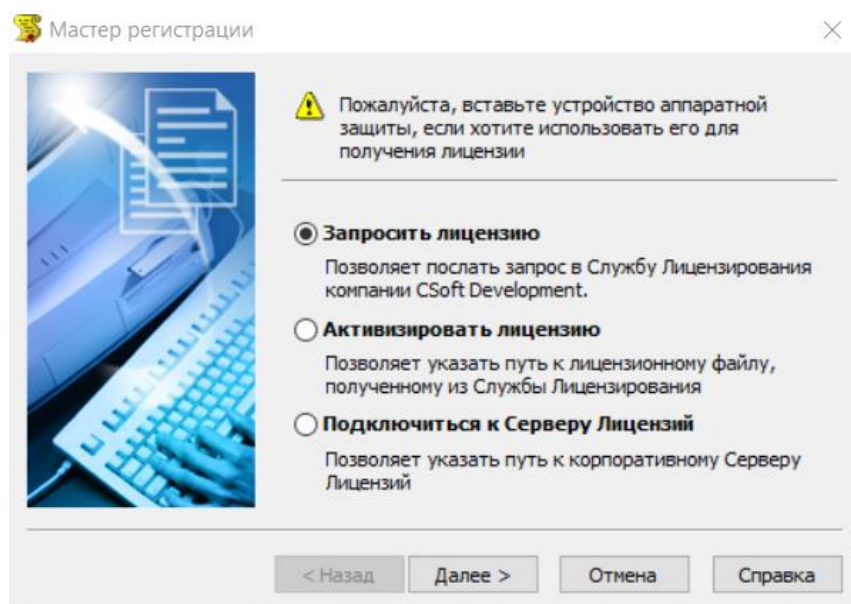 Мастер регистрации
Пожалуйста, вставьте устройство аппаратной
защиты, если хотите использовать его для
получения лицензии
Запросить лицензию
Позволяет послать запрос в Службу Лицензирования
компании CSoft Development.
Активизировать лицензию
Позволяет указать путь к лицензионному файлу,
полученному из Службы Лицензирования
Подключиться к Серверу Лицензий
Позволяет указать путь к корпоративному Серверу
Лицензий
< Назад Далее > Отмена Справка